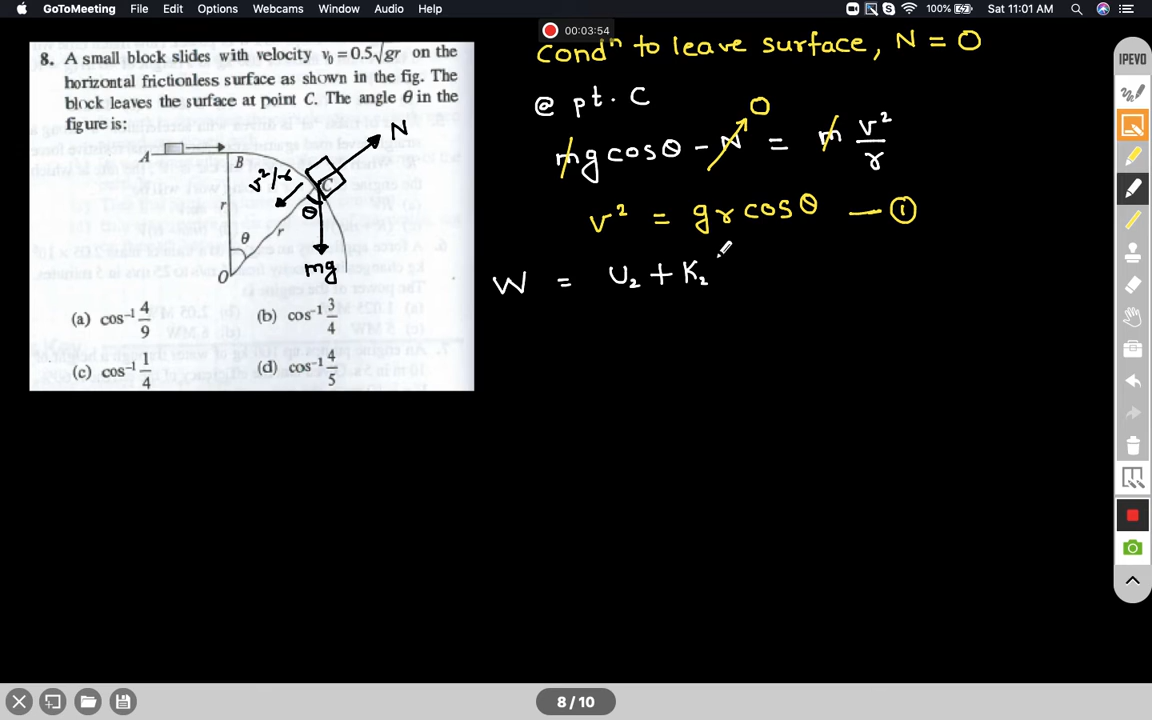 GoToMeeting File Edit Options Webcams Window Audio Help 100% Sat 11:01 AM
00:03:54
IPEVO
8. A small block slides with velocity v₀ = 0.5√gr on the
horizontal frictionless surface as shown in the fig. The
block leaves the surface at point C. The angle θ in the
figure is:
A B C N
v²/r
r θ r θ
O mg
(a) cos⁻¹ 4/9 (b) cos⁻¹ 3/4
(c) cos⁻¹ 1/4 (d) cos⁻¹ 4/5
condⁿ to leave surface, N = 0
@ pt. C
mg cosθ - N = m v²/r
0
v² = gr cosθ — ①
W = U₂ + K₂
8 / 10